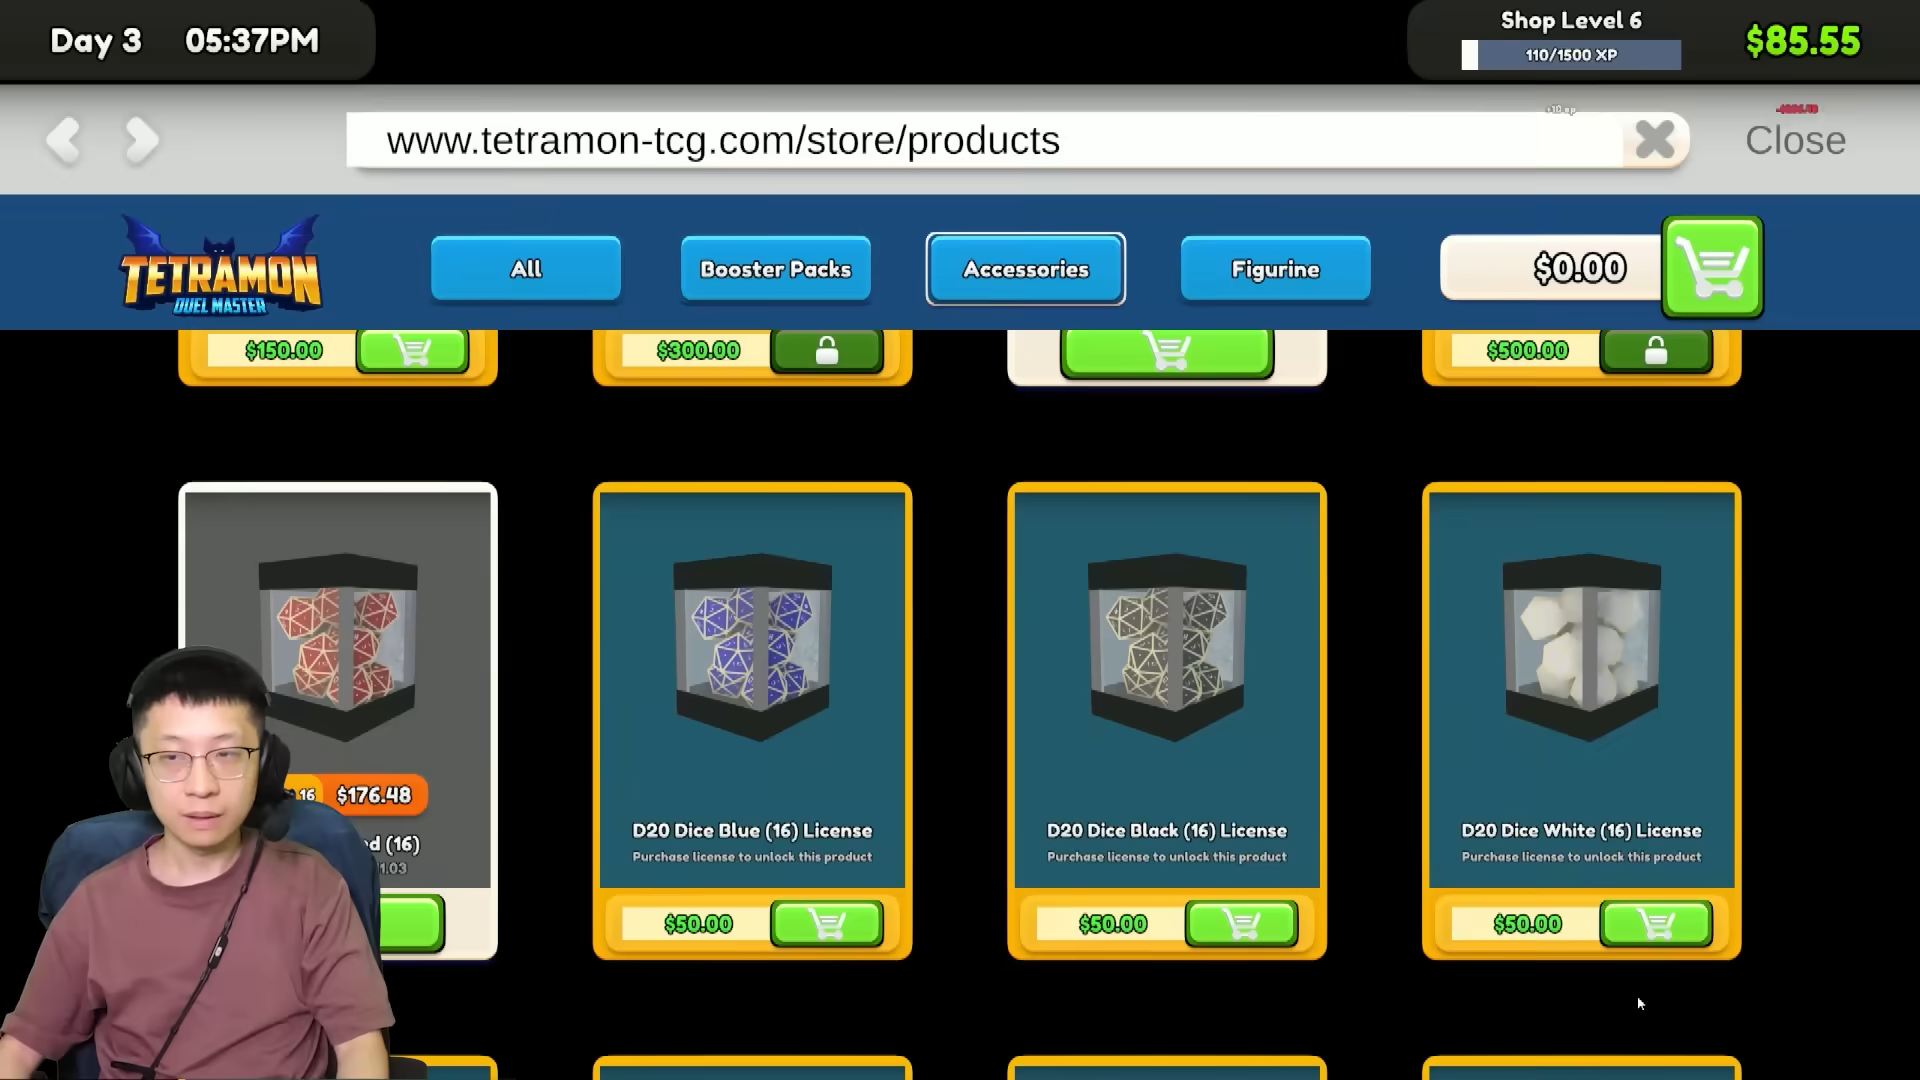 Day 3 05:37PM
Shop Level 6
110/1500 XP
$85.55
www.tetramon-tcg.com/store/products
Close
TETRAMON
DUEL MASTER
All
Booster Packs
Accessories
Figurine
$0.00
$150.00
$300.00
$500.00
16 $176.48
d (16)
1.03
D20 Dice Blue (16) License
Purchase license to unlock this product
$50.00
D20 Dice Black (16) License
Purchase license to unlock this product
$50.00
D20 Dice White (16) License
Purchase license to unlock this product
$50.00